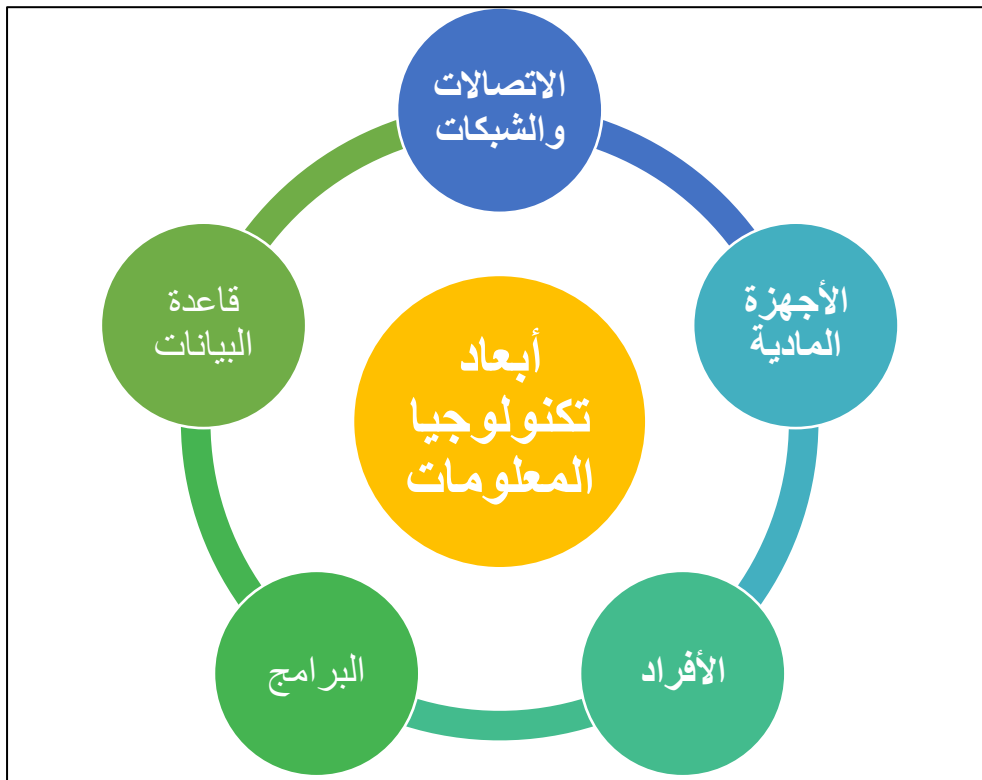 الاتصالات
والشبكات
الأجهزة
المادية
قاعدة
البيانات
أبعاد
تكنولوجيا
المعلومات
الأفراد
البرامج